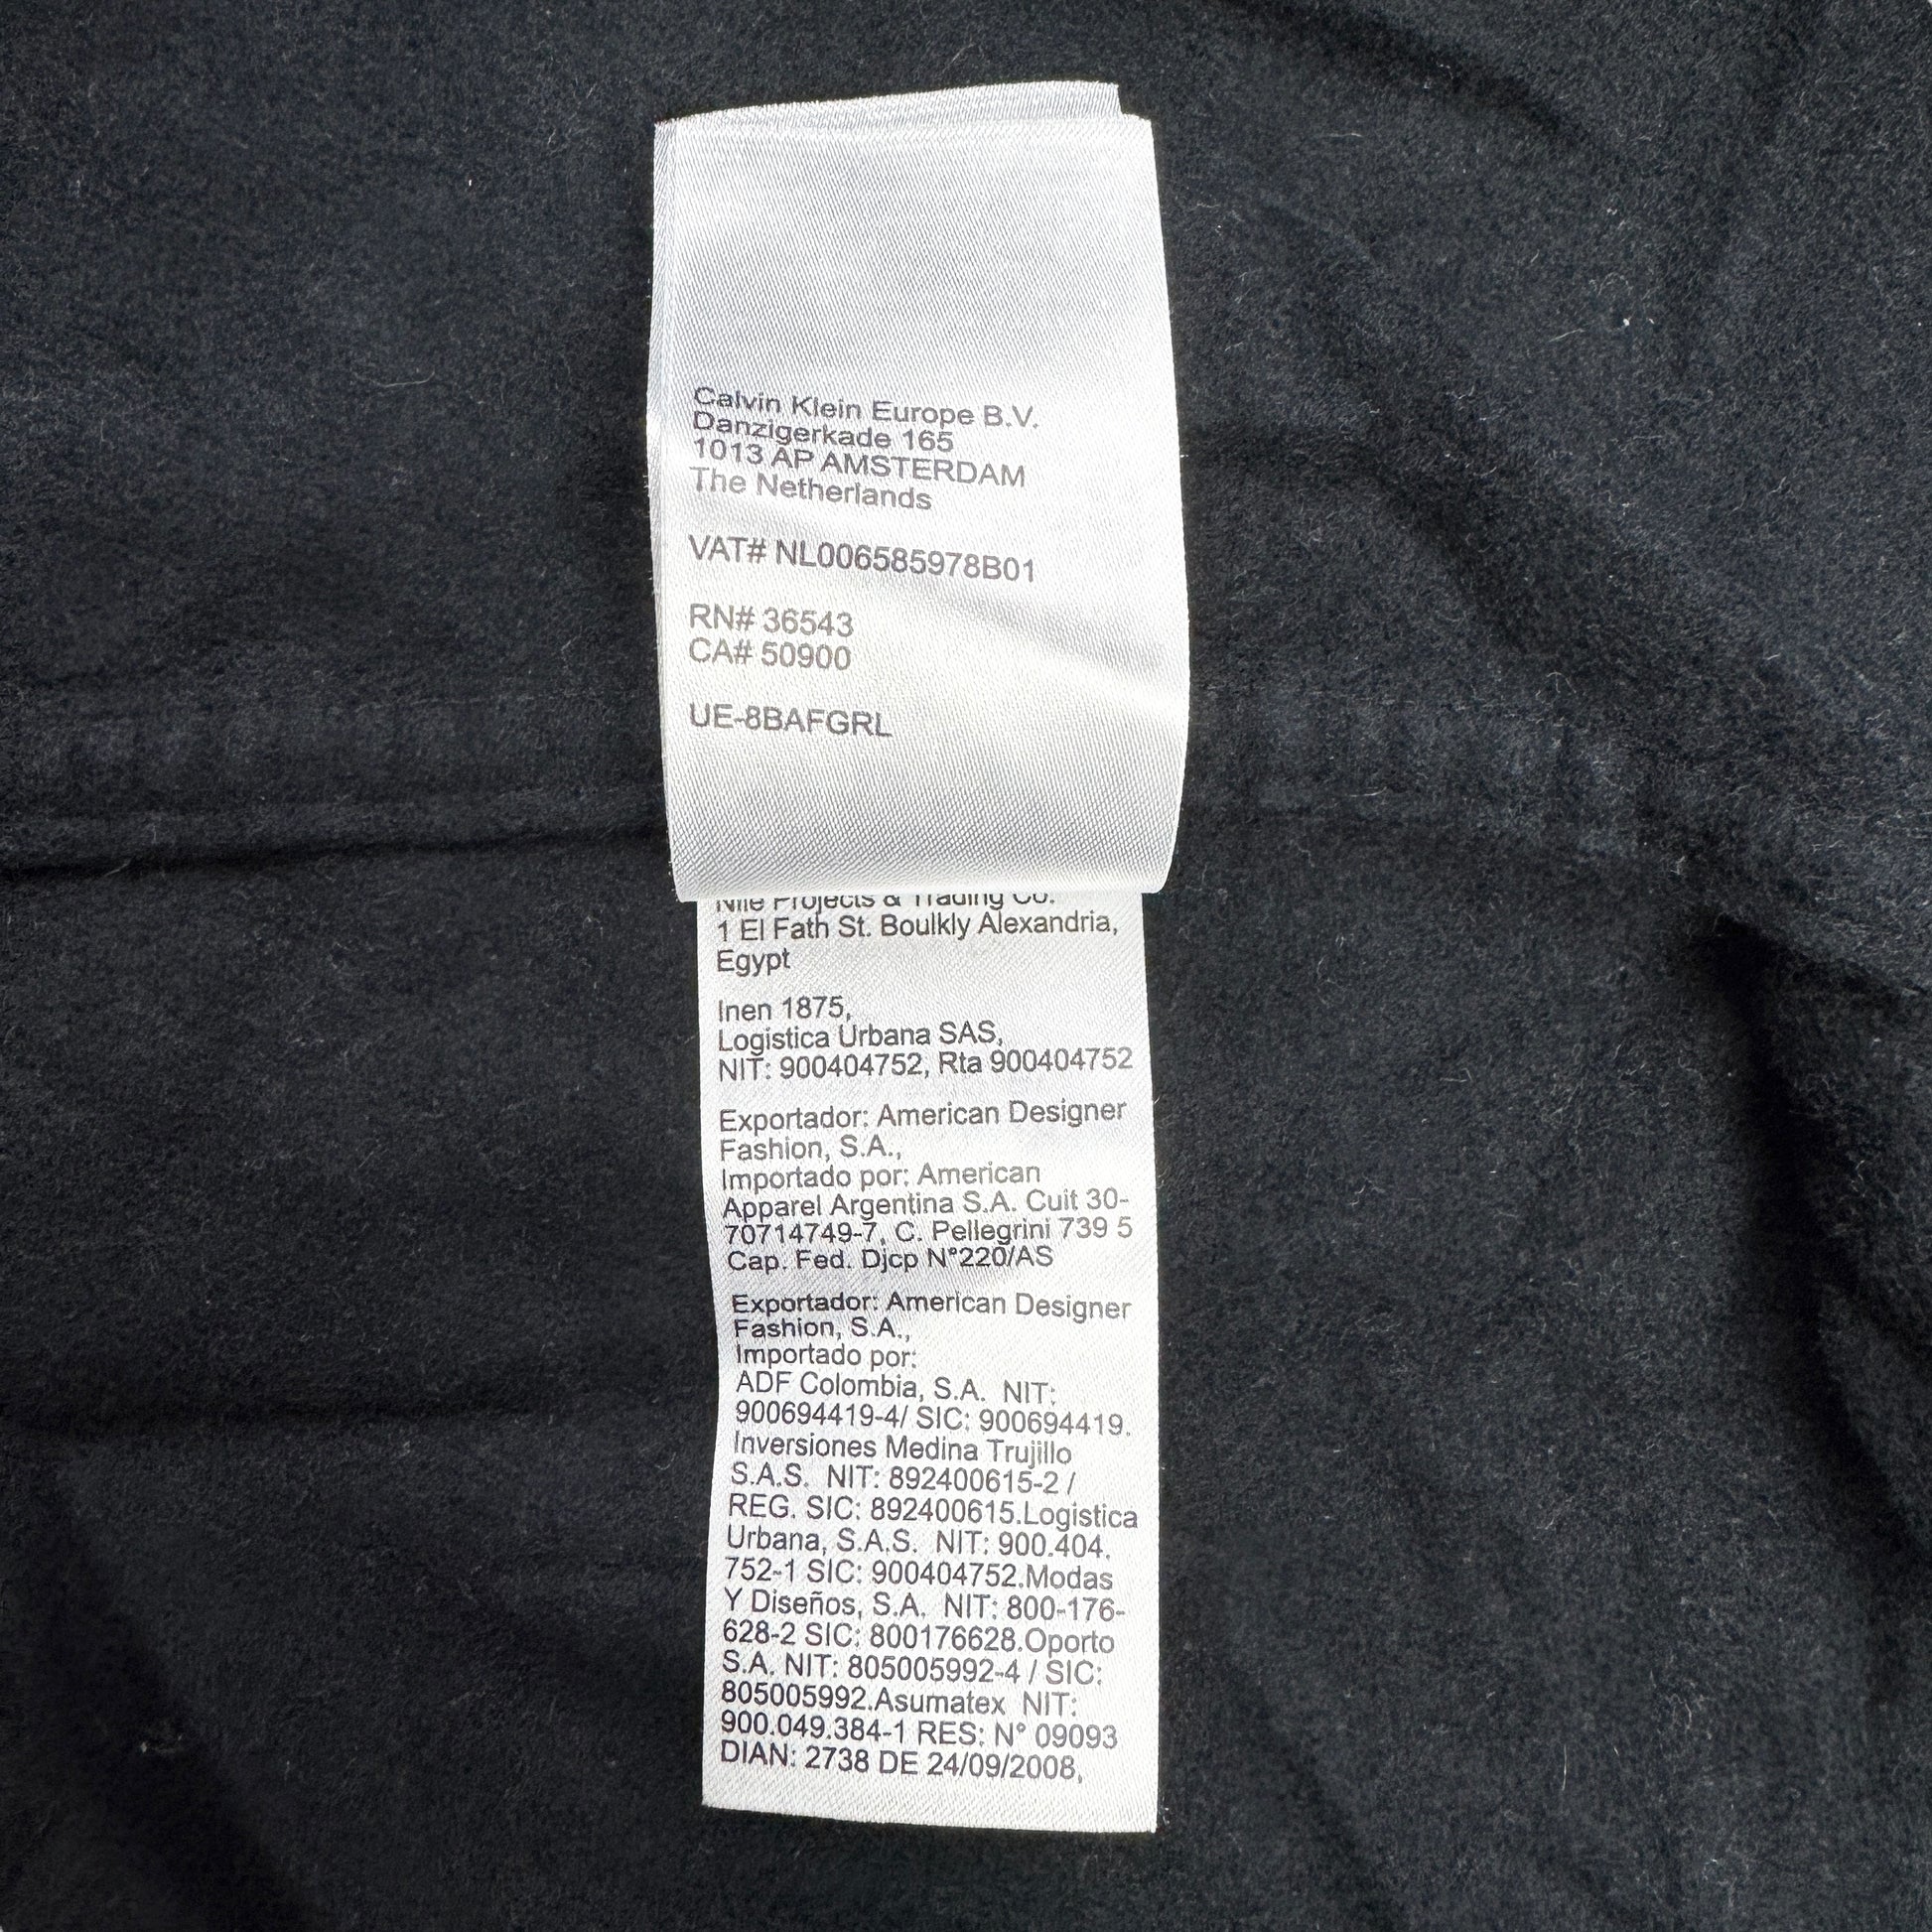 Calvin Klein Europe B.V.
Danzigerkade 165
1013 AP AMSTERDAM
The Netherlands
VAT# NL006585978B01
RN# 36543
CA# 50900
UE-8BAFGRL
Nile Projects & Trading Co.
1 El Fath St. Boulkly Alexandria,
Egypt
Inen 1875,
Logistica Urbana SAS,
NIT: 900404752, Rta 900404752
Exportador: American Designer
Fashion, S.A.,
Importado por: American
Apparel Argentina S.A. Cuit 30-
70714749-7, C. Pellegrini 739 5
Cap. Fed. Djcp N°220/AS
Exportador: American Designer
Fashion, S.A.,
Importado por:
ADF Colombia, S.A. NIT:
900694419-4/ SIC: 900694419.
Inversiones Medina Trujillo
S.A.S. NIT: 892400615-2 /
REG. SIC: 892400615.Logistica
Urbana, S.A.S. NIT: 900.404.
752-1 SIC: 900404752.Modas
Y Diseños, S.A. NIT: 800-176-
628-2 SIC: 800176628.Oporto
S.A. NIT: 805005992-4 / SIC:
805005992.Asumatex NIT:
900.049.384-1 RES: N° 09093
DIAN: 2738 DE 24/09/2008,